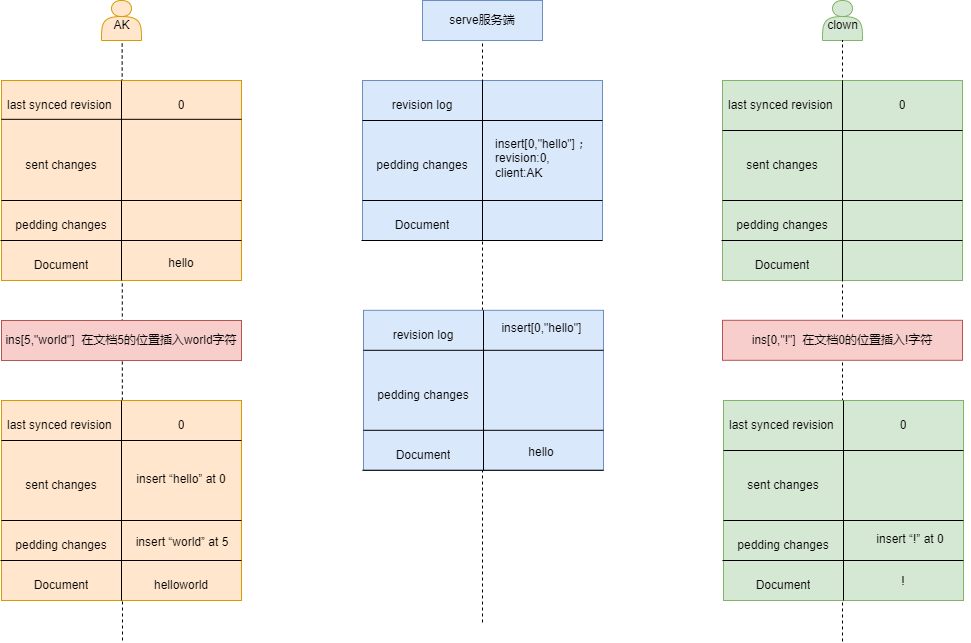 AK
serve服务端
clown
last synced revision
0
sent changes
pedding changes
Document
hello
revision log
pedding changes
insert[0,"hello"]；
revision:0,
client:AK
Document
last synced revision
0
sent changes
pedding changes
Document
ins[5,"world"] 在文档5的位置插入world字符
revision log
insert[0,"hello"]
pedding changes
Document
hello
ins[0,"!"] 在文档0的位置插入!字符
last synced revision
0
sent changes
insert “hello” at 0
pedding changes
insert “world” at 5
Document
helloworld
last synced revision
0
sent changes
pedding changes
insert “!” at 0
Document
!